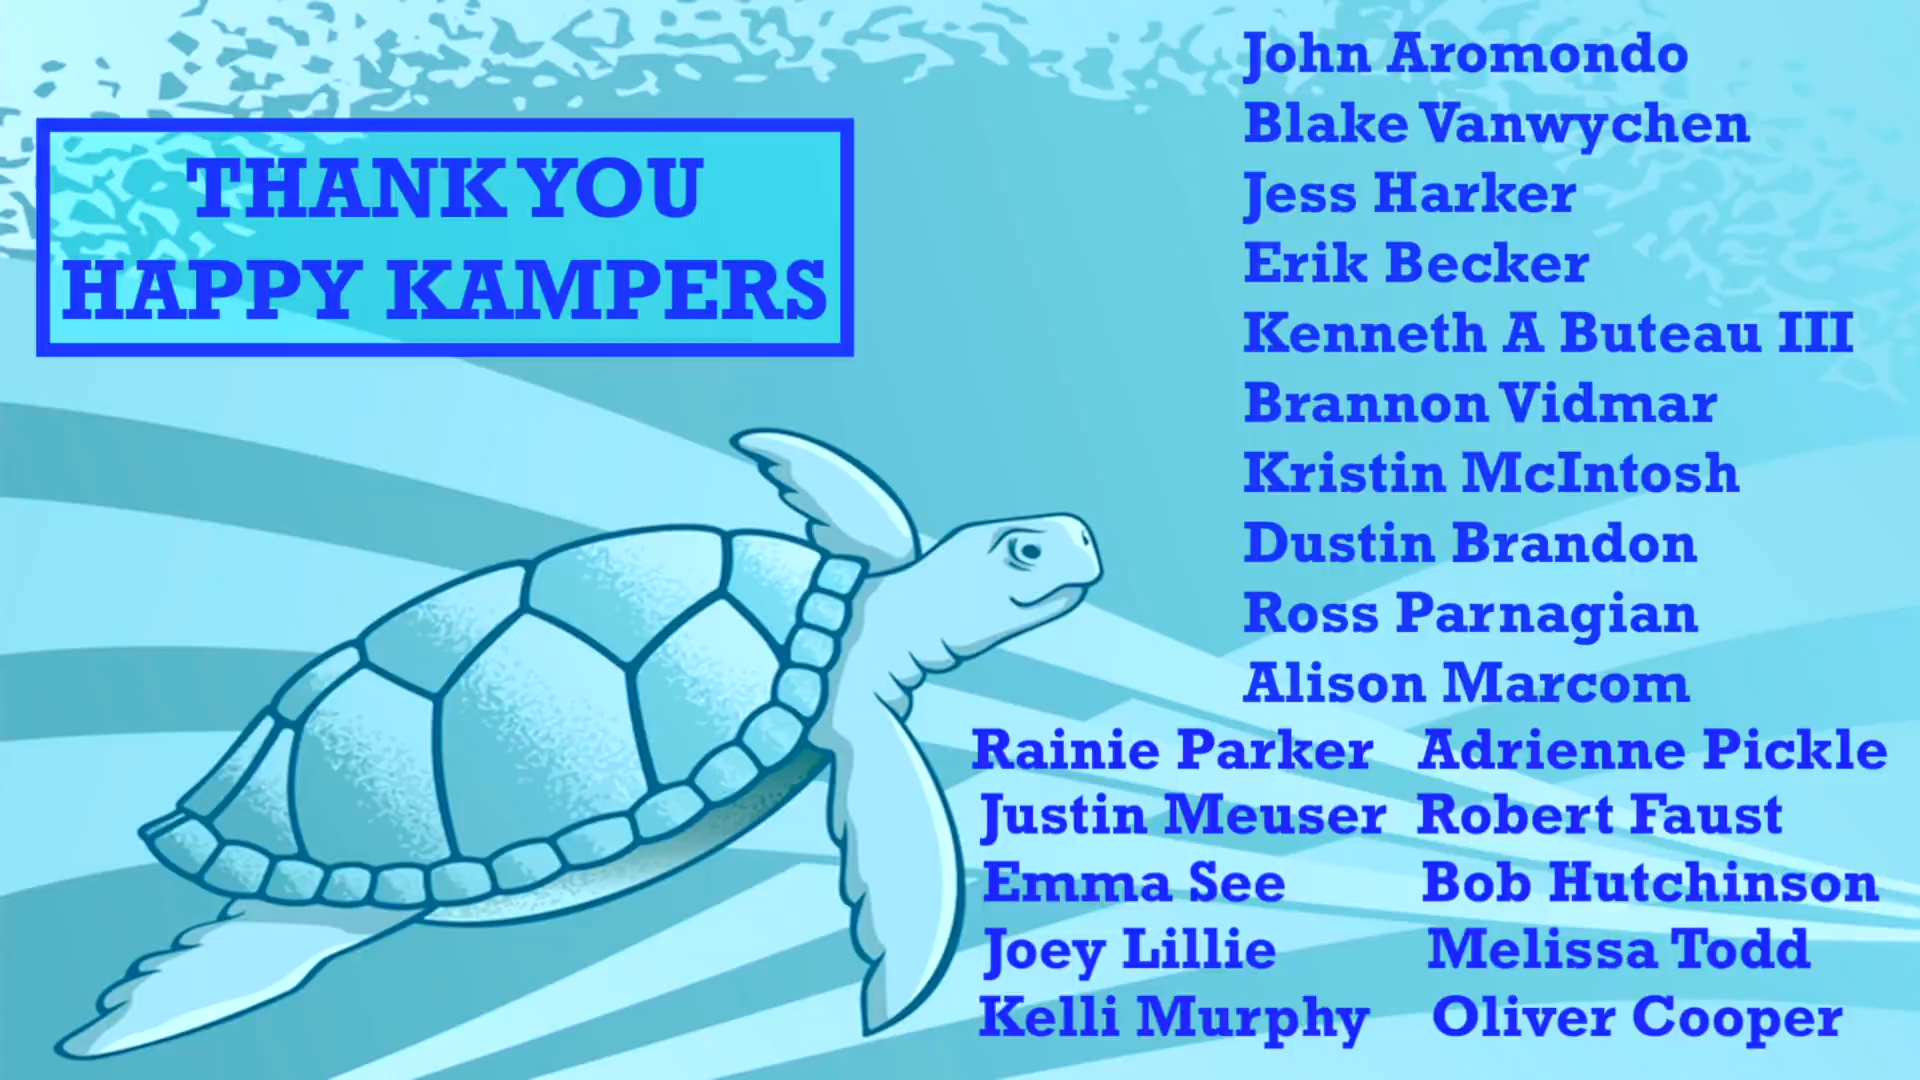 THANK YOU
HAPPY KAMPERS
John Aromondo
Blake Vanwychen
Jess Harker
Erik Becker
Kenneth A Buteau III
Brannon Vidmar
Kristin McIntosh
Dustin Brandon
Ross Parnagian
Alison Marcom
Rainie Parker Adrienne Pickle
Justin Meuser Robert Faust
Emma See Bob Hutchinson
Joey Lillie Melissa Todd
Kelli Murphy Oliver Cooper